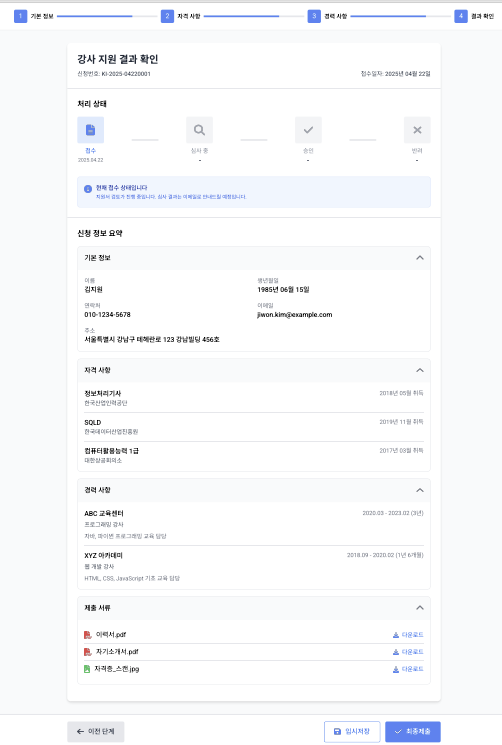 1 기본 정보 2 자격 사항 3 경력 사항 4 결과 확인
강사 지원 결과 확인
신청번호: KI-2025-04220001 접수일자: 2025년 04월 22일
처리 상태
접수 심사 중 승인 반려
2025.04.22 - - -
현재 접수 상태입니다
지원서 검토가 진행 중입니다. 심사 결과는 이메일로 안내드릴 예정입니다.
신청 정보 요약
기본 정보
이름 생년월일
김지원 1985년 06월 15일
연락처 이메일
010-1234-5678 jiwon.kim@example.com
주소
서울특별시 강남구 테헤란로 123 강남빌딩 456호
자격 사항
정보처리기사 2018년 05월 취득
한국산업인력공단
SQLD 2019년 11월 취득
한국데이터산업진흥원
컴퓨터활용능력 1급 2017년 03월 취득
대한상공회의소
경력 사항
ABC 교육센터 2020.03 - 2023.02 (3년)
프로그래밍 강사
자바, 파이썬 프로그래밍 교육 담당
XYZ 아카데미 2018.09 - 2020.02 (1년 6개월)
웹 개발 강사
HTML, CSS, JavaScript 기초 교육 담당
제출 서류
이력서.pdf 다운로드
자기소개서.pdf 다운로드
자격증_스캔.jpg 다운로드
이전 단계 임시저장 최종제출